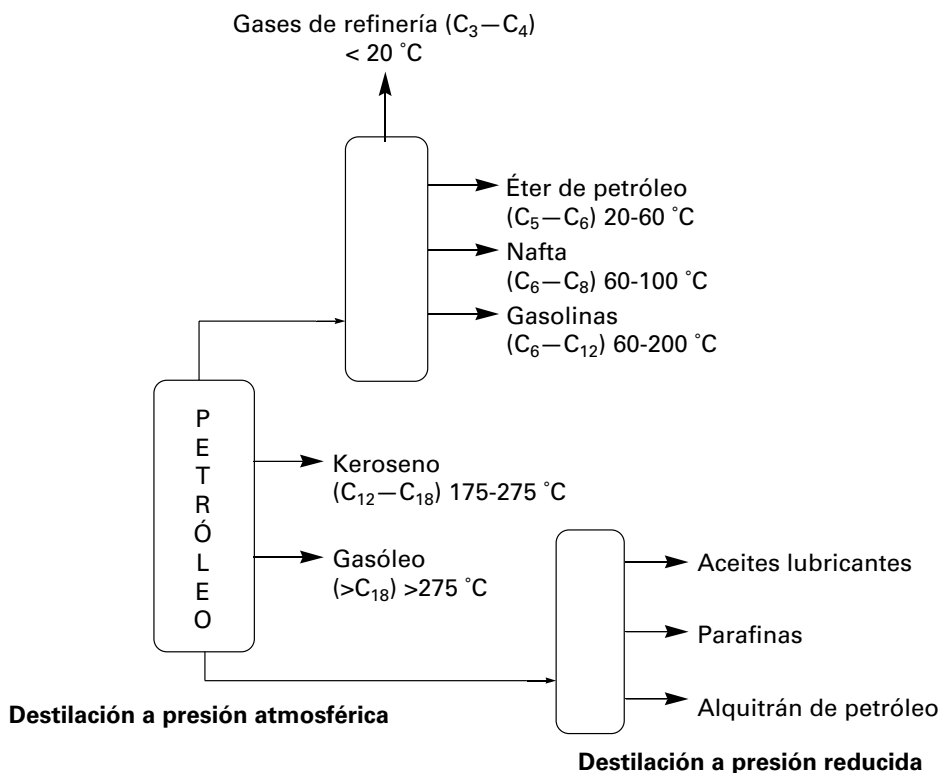 Gases de refinería (C₃—C₄)
< 20 ˚C
Éter de petróleo
(C₅—C₆) 20-60 ˚C
Nafta
(C₆—C₈) 60-100 ˚C
Gasolinas
(C₆—C₁₂) 60-200 ˚C
P
E
T
R
Ó
L
E
O
Keroseno
(C₁₂—C₁₈) 175-275 ˚C
Gasóleo
(>C₁₈) >275 ˚C
Aceites lubricantes
Parafinas
Alquitrán de petróleo
Destilación a presión atmosférica
Destilación a presión reducida